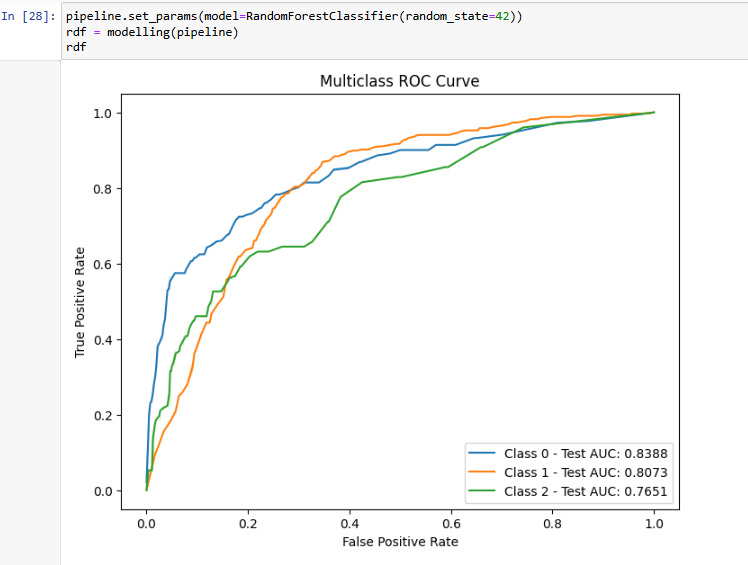 In [28]: pipeline.set_params(model=RandomForestClassifier(random_state=42))
rdf = modelling(pipeline)
rdf
Multiclass ROC Curve
1.0
0.8
0.6
0.4
0.2
0.0
True Positive Rate
Class 0 - Test AUC: 0.8388
Class 1 - Test AUC: 0.8073
Class 2 - Test AUC: 0.7651
0.0 0.2 0.4 0.6 0.8 1.0
False Positive Rate